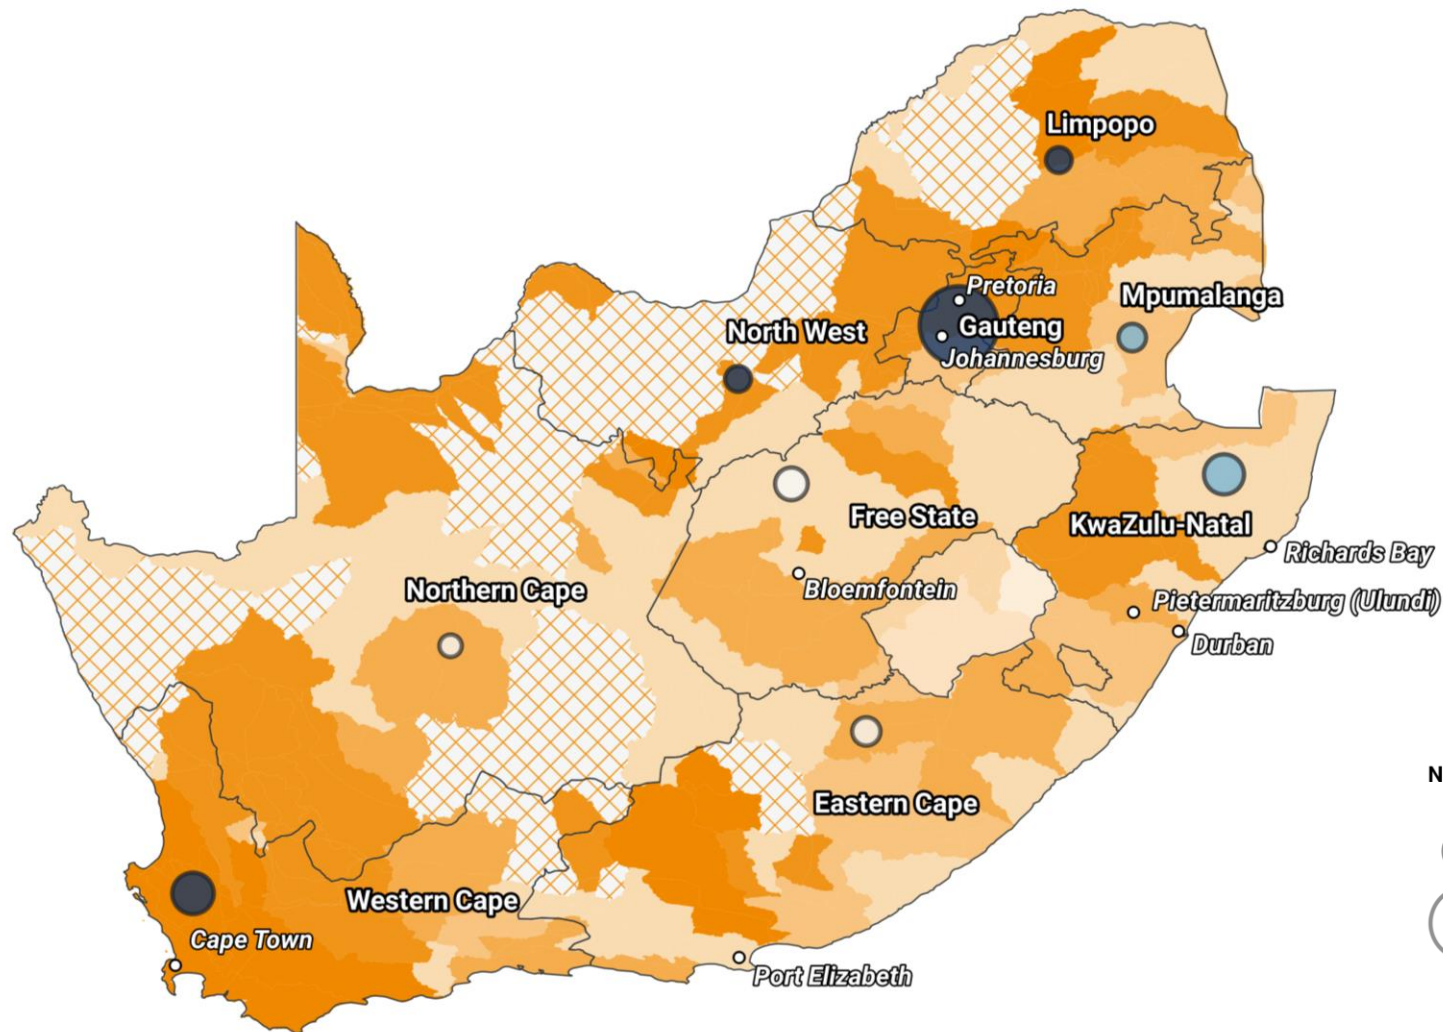 Limpopo
Pretoria
Mpumalanga
North West
Gauteng
Johannesburg
Free State
KwaZulu-Natal
Richards Bay
Northern Cape
Bloemfontein
Pietermaritzburg (Ulundi)
Durban
N
Eastern Cape
Western Cape
Cape Town
Port Elizabeth